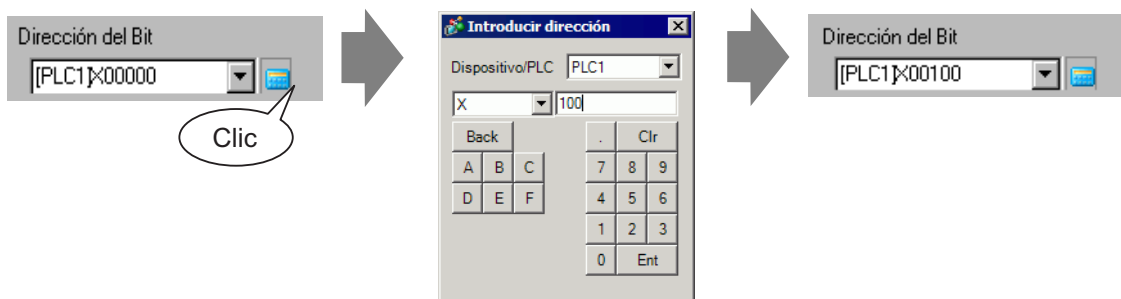 Dirección del Bit
[PLC1]X00000
Clic
Introducir dirección
Dispositivo/PLC PLC1
X 100
Back . Clr
A B C 7 8 9
D E F 4 5 6
1 2 3
0 Ent
Dirección del Bit
[PLC1]X00100